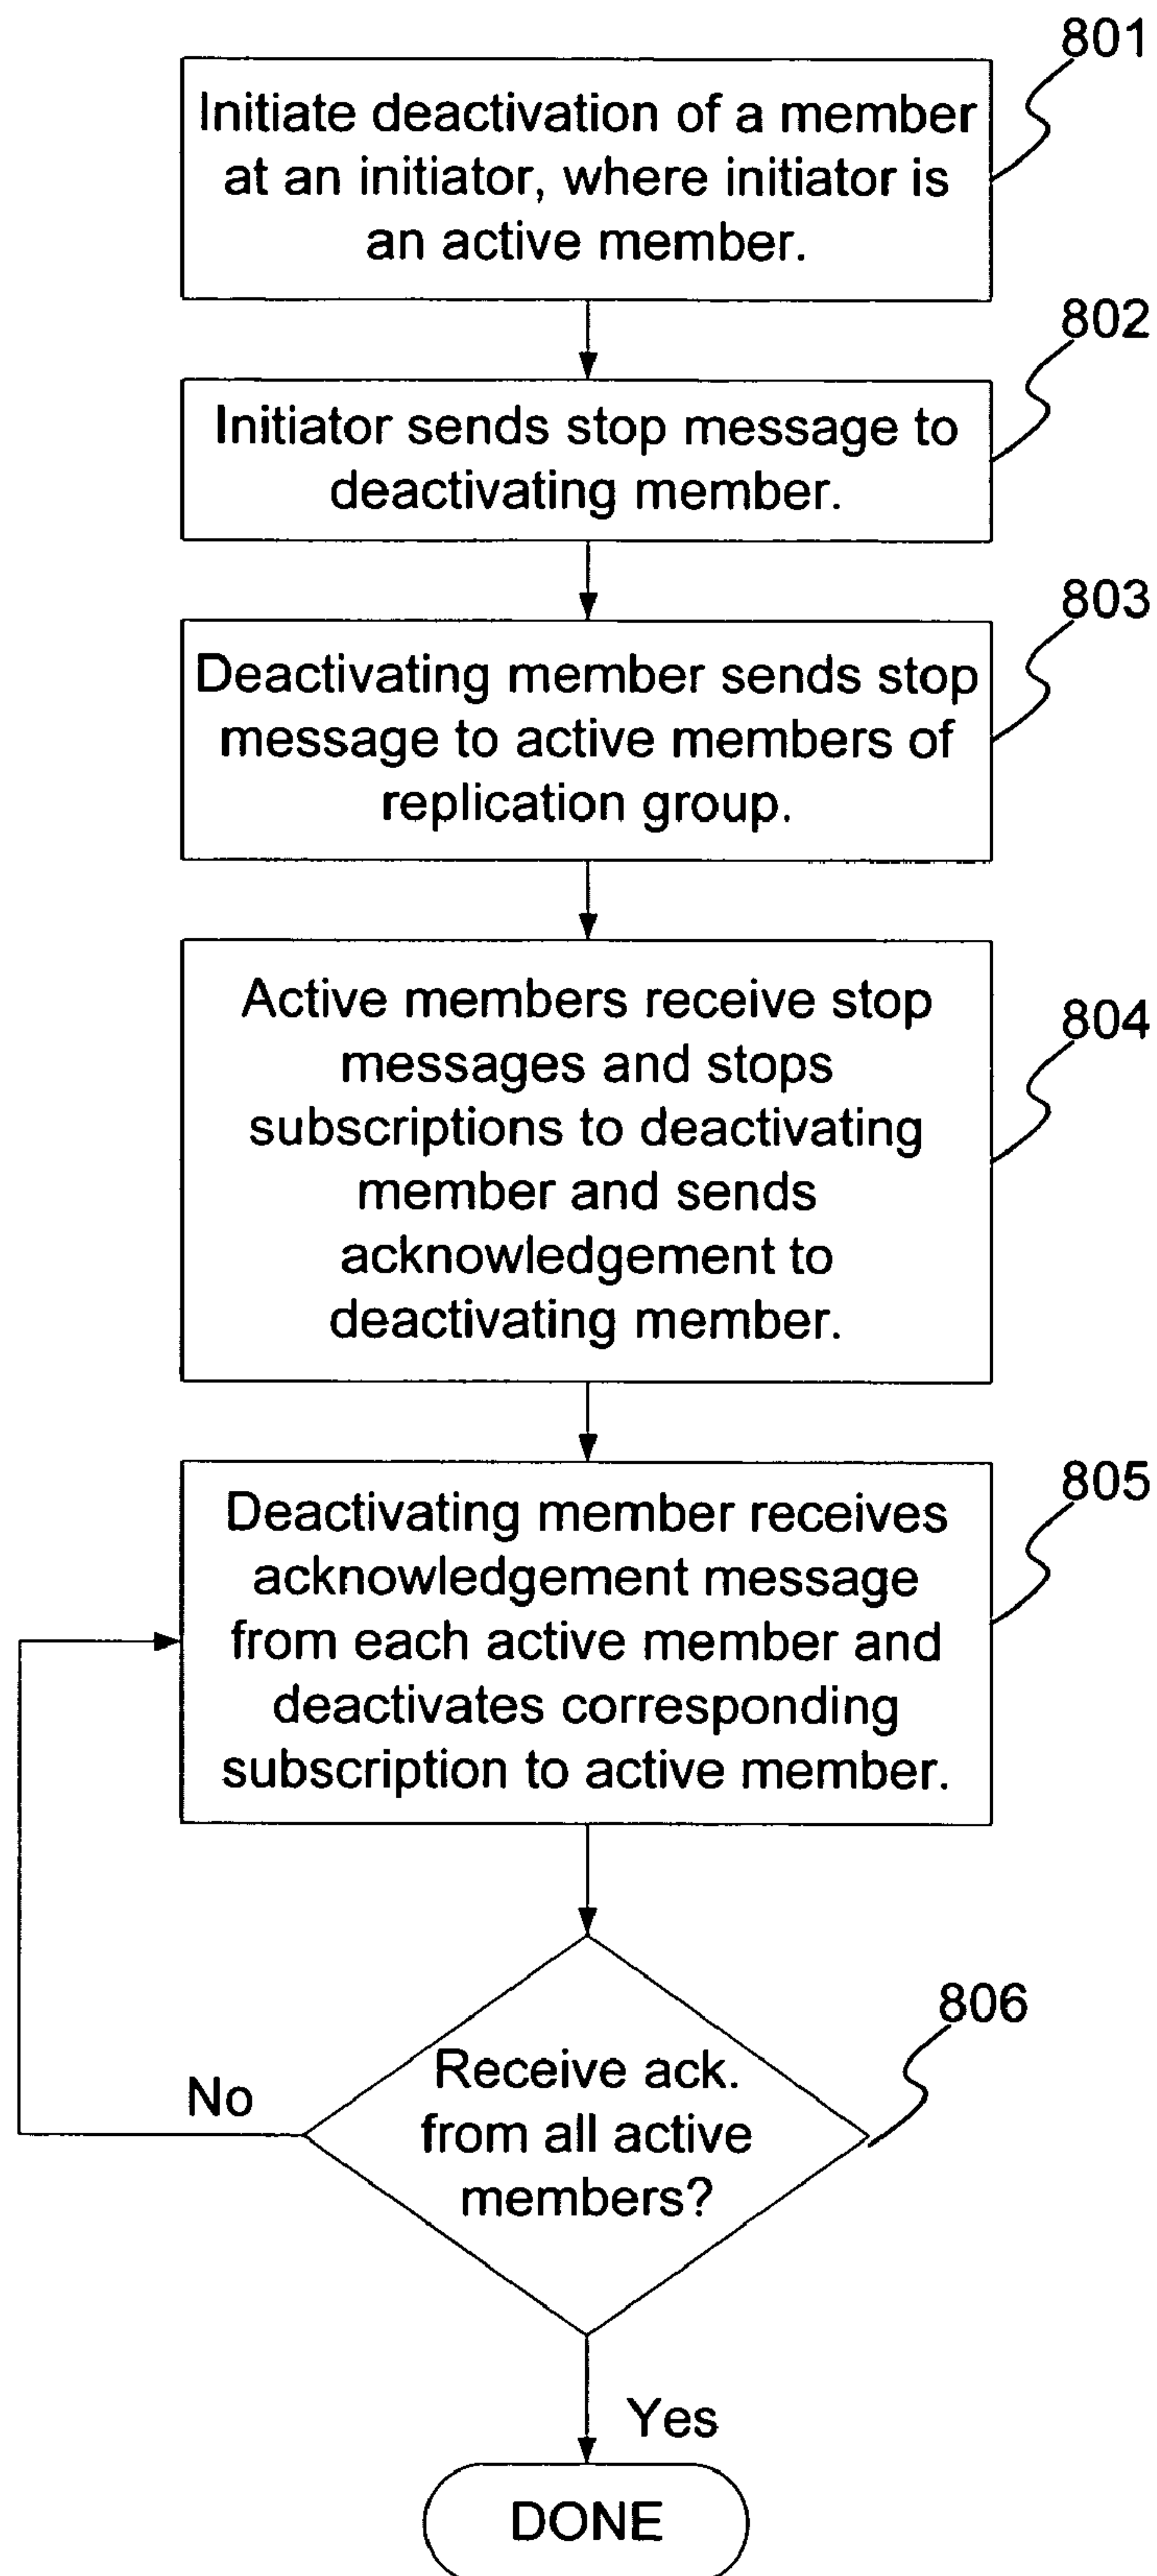 801
Initiate deactivation of a member
at an initiator, where initiator is
an active member.
802
Initiator sends stop message to
deactivating member.
803
Deactivating member sends stop
message to active members of
replication group.
804
Active members receive stop
messages and stops
subscriptions to deactivating
member and sends
acknowledgement to
deactivating member.
805
Deactivating member receives
acknowledgement message
from each active member and
deactivates corresponding
subscription to active member.
806
Receive ack.
from all active
members?
No
Yes
DONE